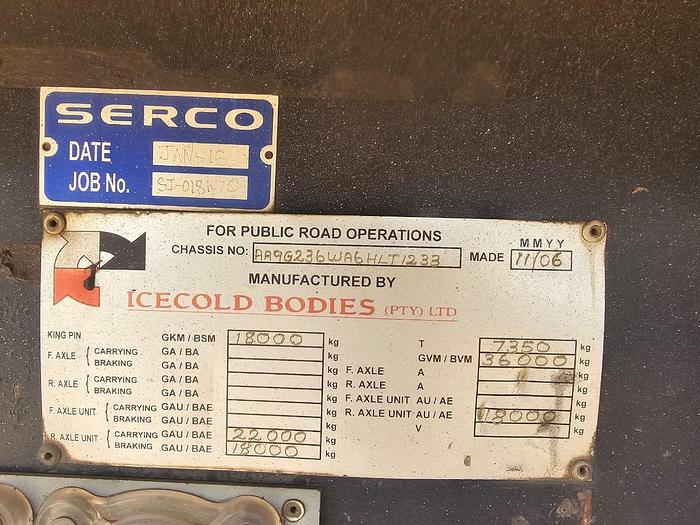 SERCO
DATE JAN-16
JOB No. SJ-018470
FOR PUBLIC ROAD OPERATIONS
CHASSIS NO: AA9G236WA6HLT1233 MADE MMYY 11/06
MANUFACTURED BY
ICECOLD BODIES (PTY) LTD
KING PIN GKM / BSM 18000 kg T 7350 kg
GVM / BVM 36000 kg
F. AXLE CARRYING GA / BA kg F. AXLE A kg
BRAKING GA / BA kg R. AXLE A kg
R. AXLE CARRYING GA / BA kg F. AXLE UNIT AU / AE kg
BRAKING GA / BA kg R. AXLE UNIT AU / AE 18000 kg
F. AXLE UNIT CARRYING GAU / BAE kg V kg
BRAKING GAU / BAE kg
R. AXLE UNIT CARRYING GAU / BAE 22000 kg
BRAKING GAU / BAE 18000 kg